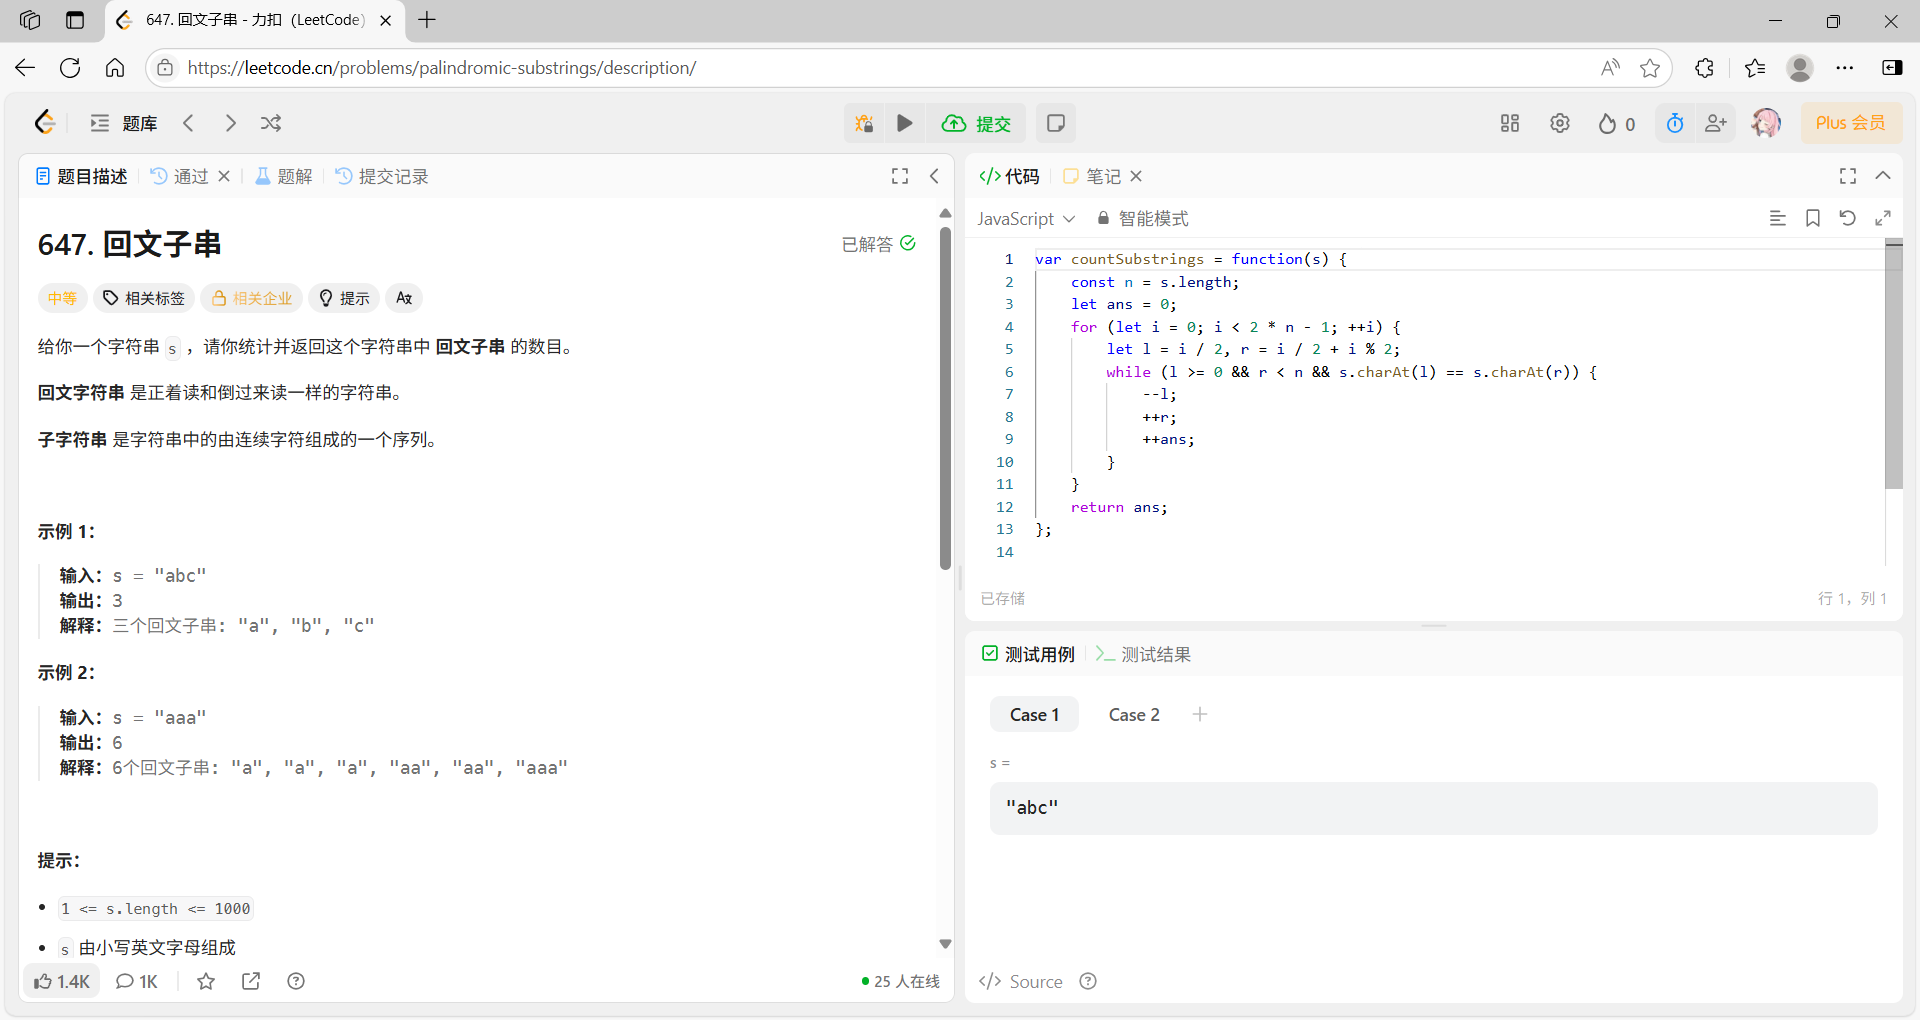 647. 回文子串 - 力扣（LeetCode）
https://leetcode.cn/problems/palindromic-substrings/description/
题库
提交
0
Plus 会员
题目描述
通过
题解
提交记录
647. 回文子串
已解答
中等
相关标签
相关企业
提示
给你一个字符串 s ，请你统计并返回这个字符串中 回文子串 的数目。
回文字符串 是正着读和倒过来读一样的字符串。
子字符串 是字符串中的由连续字符组成的一个序列。
示例 1：
输入：s = "abc"
输出：3
解释：三个回文子串: "a", "b", "c"
示例 2：
输入：s = "aaa"
输出：6
解释：6个回文子串: "a", "a", "a", "aa", "aa", "aaa"
提示：
1 <= s.length <= 1000
s 由小写英文字母组成
1.4K
1K
25 人在线
代码
笔记
JavaScript
智能模式
1 var countSubstrings = function(s) {
2     const n = s.length;
3     let ans = 0;
4     for (let i = 0; i < 2 * n - 1; ++i) {
5         let l = i / 2, r = i / 2 + i % 2;
6         while (l >= 0 && r < n && s.charAt(l) == s.charAt(r)) {
7             --l;
8             ++r;
9             ++ans;
10         }
11     }
12     return ans;
13 };
14
已存储
行 1，列 1
测试用例
测试结果
Case 1
Case 2
s =
"abc"
Source